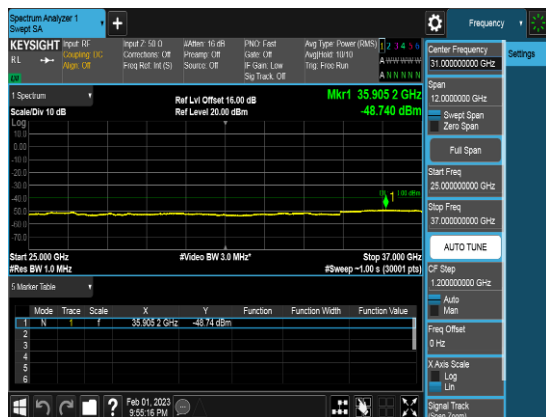 Spectrum Analyzer 1
Swept SA
+
Frequency
KEYSIGHT
RL
Input: RF
Coupling: DC
Align: Off
Input Z: 50 Ω
Corrections: Off
Freq Ref: Int (S)
#Atten: 16 dB
Preamp: Off
Source: Off
PNO: Fast
Gate: Off
IF Gain: Low
Sig Track: Off
Avg Type: Power (RMS)
Avg|Hold: 10/10
Trig: Free Run
1 2 3 4 5 6
A W W W W W
A N N N N N
1 Spectrum
Scale/Div 10 dB
Ref Lvl Offset 16.00 dB
Ref Level 20.00 dBm
Mkr1 35.905 2 GHz
-48.740 dBm
Log
10.0
0.00
-10.0
-20.0
-30.0
-40.0
-50.0
-60.0
-70.0
1
Start 25.000 GHz
#Res BW 1.0 MHz
#Video BW 3.0 MHz*
Stop 37.000 GHz
#Sweep ~1.00 s (30001 pts)
5 Marker Table
Mode Trace Scale X Y Function Function Width Function Value
1 N 1 f 35.905 2 GHz -48.74 dBm
2
3
4
5
6
Feb 01, 2023
9:55:16 PM
Center Frequency
31.000000000 GHz
Span
12.0000000 GHz
Swept Span
Zero Span
Full Span
Start Freq
25.000000000 GHz
Stop Freq
37.000000000 GHz
AUTO TUNE
CF Step
1.200000000 GHz
Auto
Man
Freq Offset
0 Hz
X Axis Scale
Log
Lin
Signal Track
(Span Zoom)
Settings